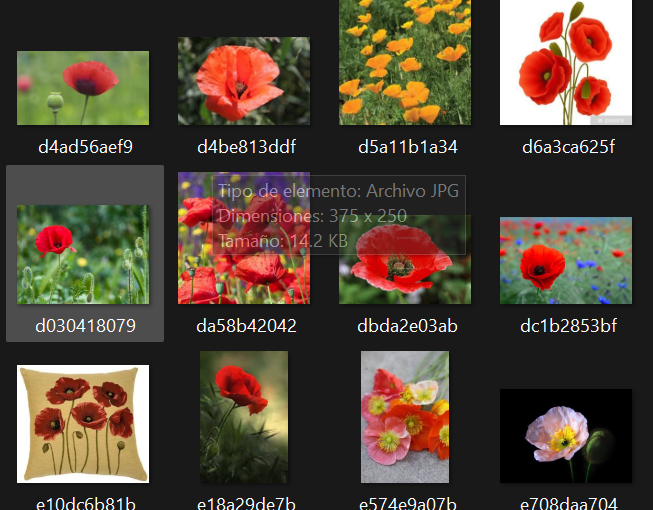 d4ad56aef9
d4be813ddf
d5a11b1a34
d6a3ca625f
Tipo de elemento: Archivo JPG
Dimensiones: 375 x 250
Tamaño: 14.2 KB
d030418079
da58b42042
dbda2e03ab
dc1b2853bf
e10dc6b81b
e18a29de7b
e574e9a07b
e708daa704